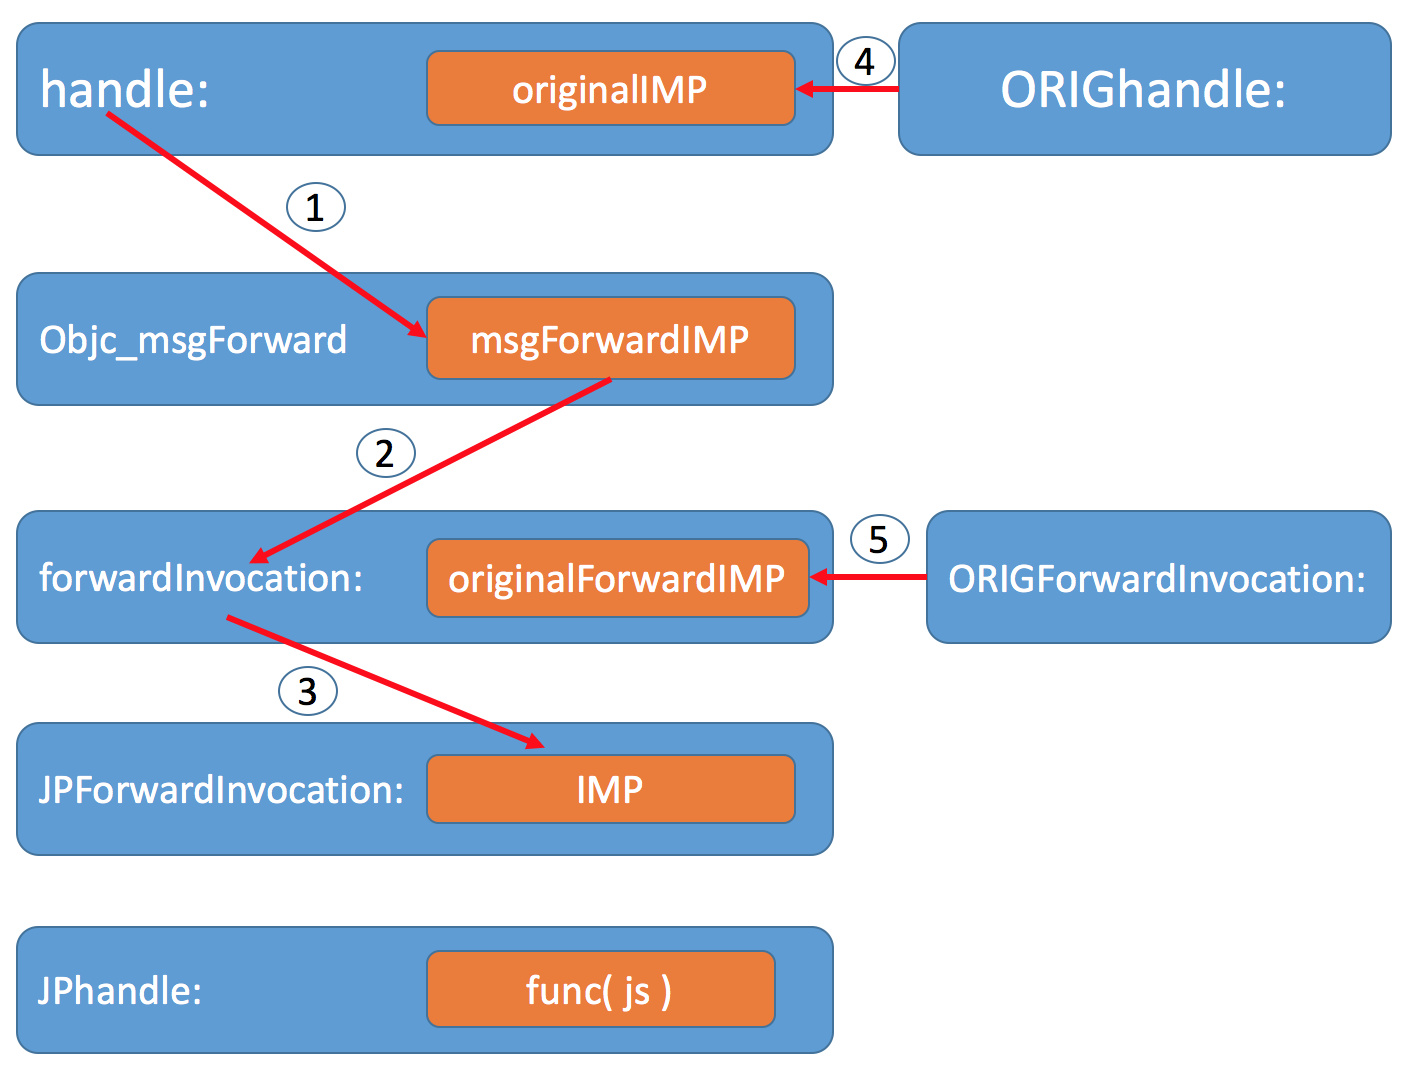 handle:
originalIMP
4
ORIGhandle:
1
Objc_msgForward
msgForwardIMP
2
forwardInvocation:
originalForwardIMP
5
ORIGForwardInvocation:
3
JPForwardInvocation:
IMP
JPhandle:
func( js )